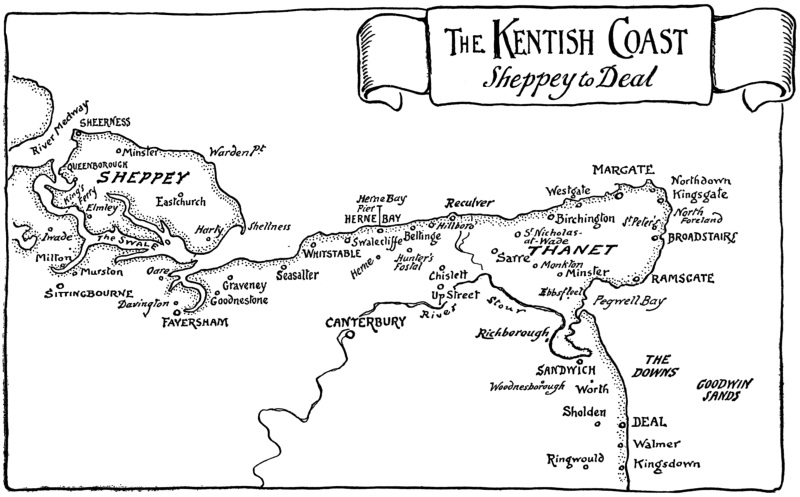 THE KENTISH COAST
Sheppey to Deal
River Medway
SHEERNESS
Minster
Warden Pt
QUEENBOROUGH
SHEPPEY
King's
Ferry
Elmley
Eastchurch
Iwade
THE SWALE
Harty
Shellness
Milton
Murston
SITTINGBOURNE
Oare
Davington
FAVERSHAM
Graveney
Goodnestone
Seasalter
WHITSTABLE
Swalecliffe
Herne Bay
Pier
HERNE BAY
Herne
Beltinge
Hunter's
Fostal
Hillboro
Reculver
Chislett
Up Street
River Stour
CANTERBURY
MARGATE
Westgate
Birchington
Northdown
Kingsgate
North
Foreland
St Peters
BROADSTAIRS
St Nicholas-
at-Wade
THANET
Sarre
Monkton
Minster
RAMSGATE
Ebbsfleet
Pegwell Bay
Richborough
SANDWICH
Woodnesborough
Worth
THE
DOWNS
GOODWIN
SANDS
Sholden
DEAL
Walmer
Ringwould
Kingsdown